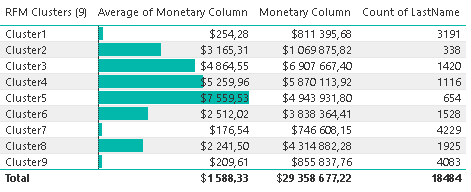 RFM Clusters (9) Average of Monetary Column Monetary Column Count of LastName
Cluster1 $254,28 $811 395,68 3191
Cluster2 $3 165,31 $1 069 875,82 338
Cluster3 $4 864,55 $6 907 667,40 1420
Cluster4 $5 259,96 $5 870 113,92 1116
Cluster5 $7 559,53 $4 943 931,80 654
Cluster6 $2 512,02 $3 838 364,41 1528
Cluster7 $176,54 $746 608,15 4229
Cluster8 $2 241,50 $4 314 882,28 1925
Cluster9 $209,61 $855 837,76 4083
Total $1 588,33 $29 358 677,22 18484